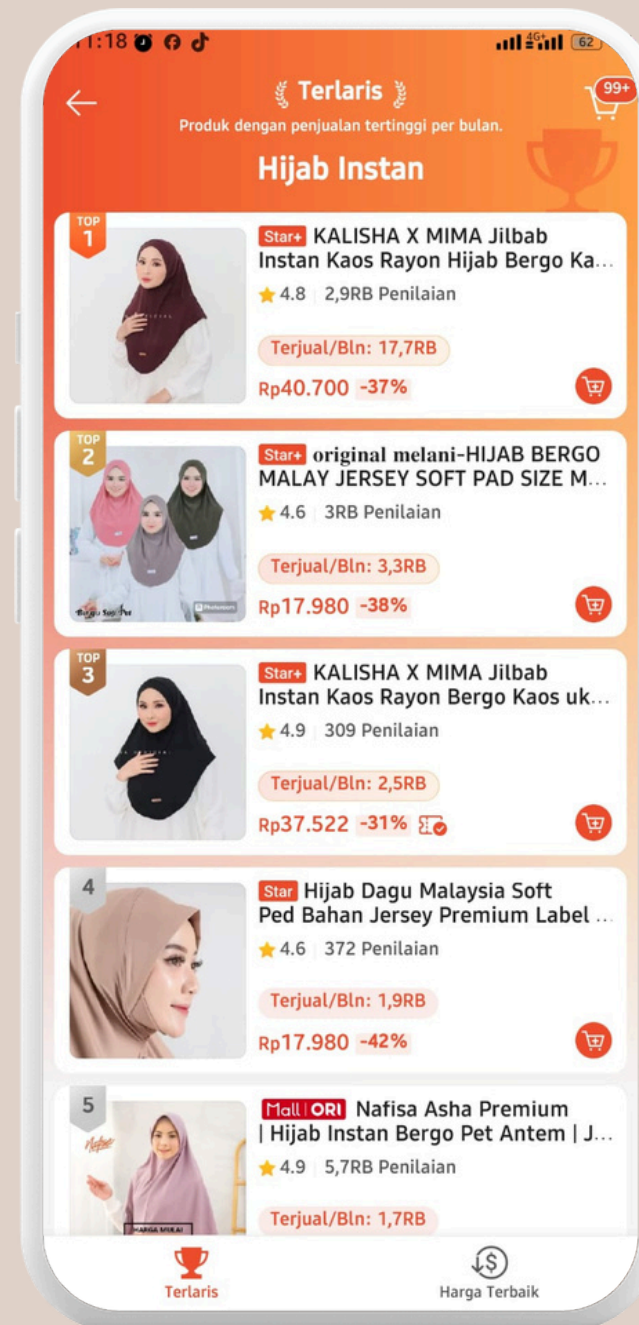 11:18
4G+
62
Terlaris
99+
Produk dengan penjualan tertinggi per bulan.
Hijab Instan
TOP
1
Star+ KALISHA X MIMA Jilbab
Instan Kaos Rayon Hijab Bergo Ka...
4.8 2,9RB Penilaian
Terjual/Bln: 17,7RB
Rp40.700 -37%
TOP
2
Star+ original melani-HIJAB BERGO
MALAY JERSEY SOFT PAD SIZE M...
4.6 3RB Penilaian
Terjual/Bln: 3,3RB
Rp17.980 -38%
TOP
3
Star+ KALISHA X MIMA Jilbab
Instan Kaos Rayon Bergo Kaos uk...
4.9 309 Penilaian
Terjual/Bln: 2,5RB
Rp37.522 -31%
4
Star Hijab Dagu Malaysia Soft
Ped Bahan Jersey Premium Label ...
4.6 372 Penilaian
Terjual/Bln: 1,9RB
Rp17.980 -42%
5
Mall ORI Nafisa Asha Premium
| Hijab Instan Bergo Pet Antem | J...
4.9 5,7RB Penilaian
Terjual/Bln: 1,7RB
Terlaris
Harga Terbaik